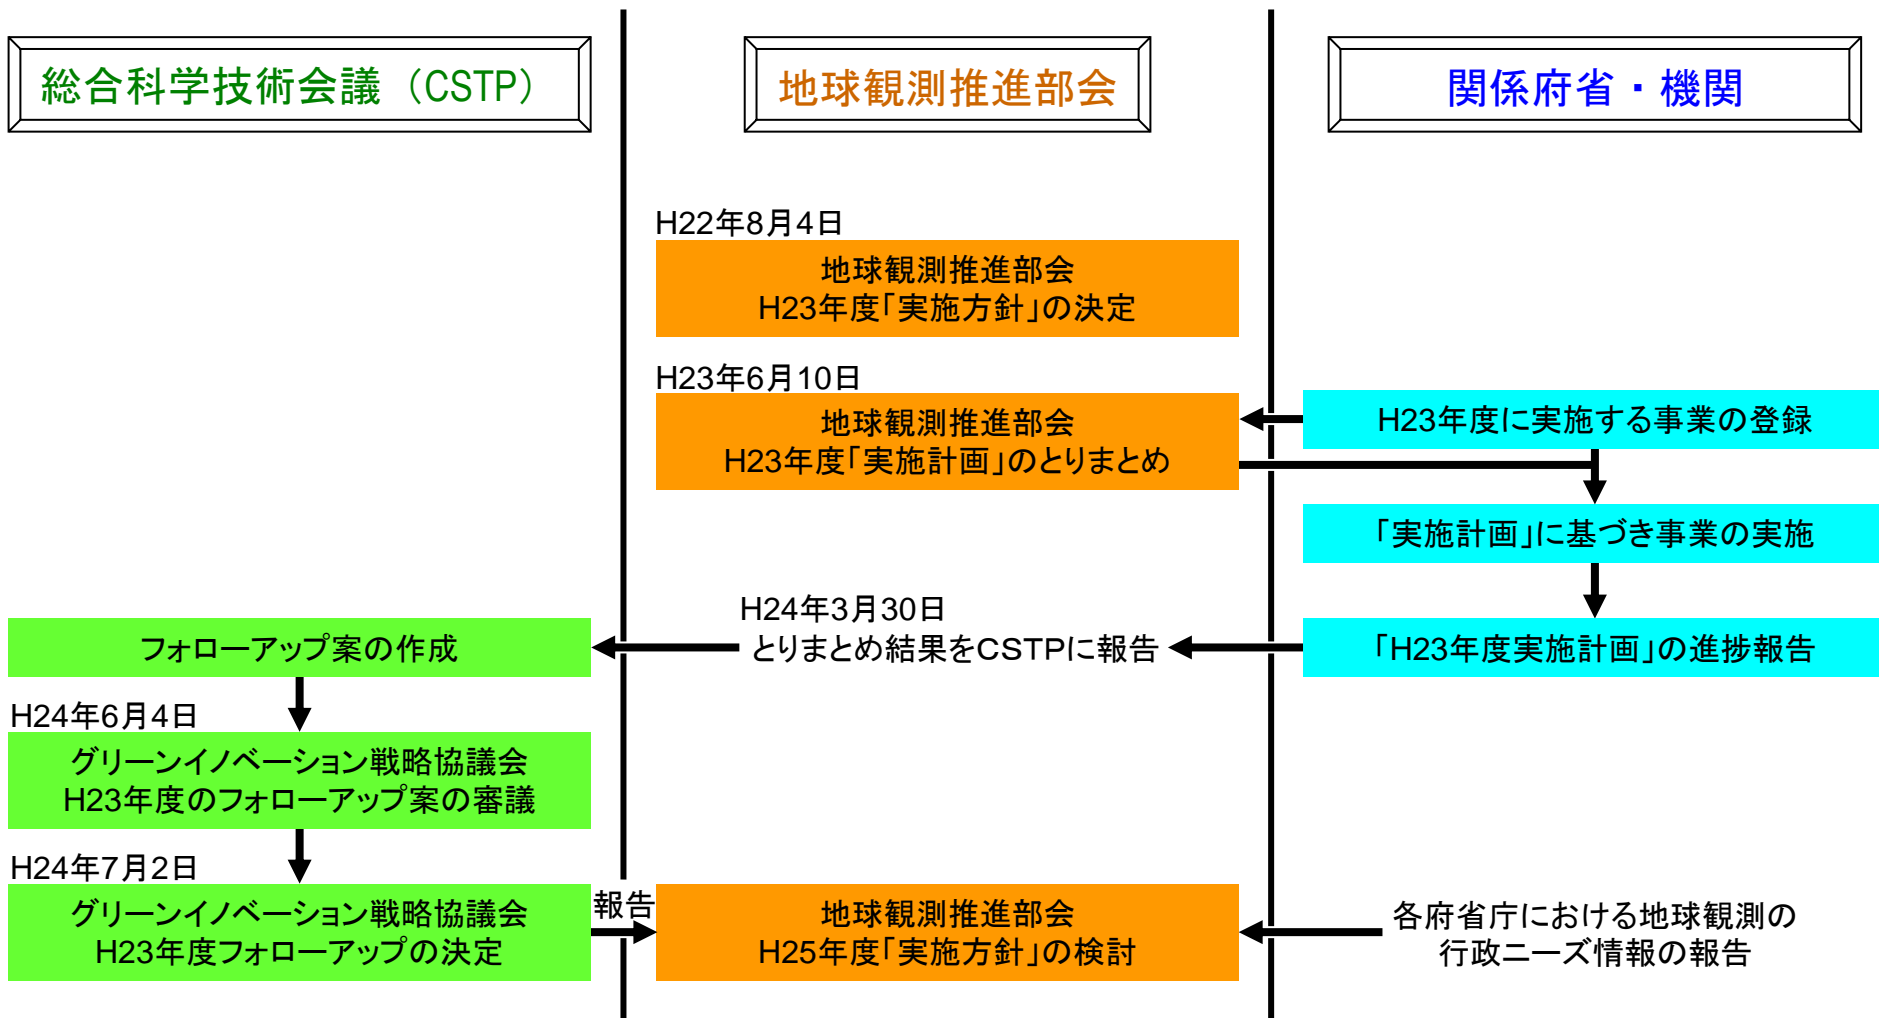 総合科学技術会議（CSTP）
地球観測推進部会
関係府省・機関
H22年8月4日
地球観測推進部会
H23年度「実施方針」の決定
H23年6月10日
地球観測推進部会
H23年度「実施計画」のとりまとめ
H23年度に実施する事業の登録
「実施計画」に基づき事業の実施
H24年3月30日
とりまとめ結果をCSTPに報告
「H23年度実施計画」の進捗報告
フォローアップ案の作成
H24年6月4日
グリーンイノベーション戦略協議会
H23年度のフォローアップ案の審議
H24年7月2日
グリーンイノベーション戦略協議会
H23年度フォローアップの決定
報告
地球観測推進部会
H25年度「実施方針」の検討
各府省庁における地球観測の
行政ニーズ情報の報告